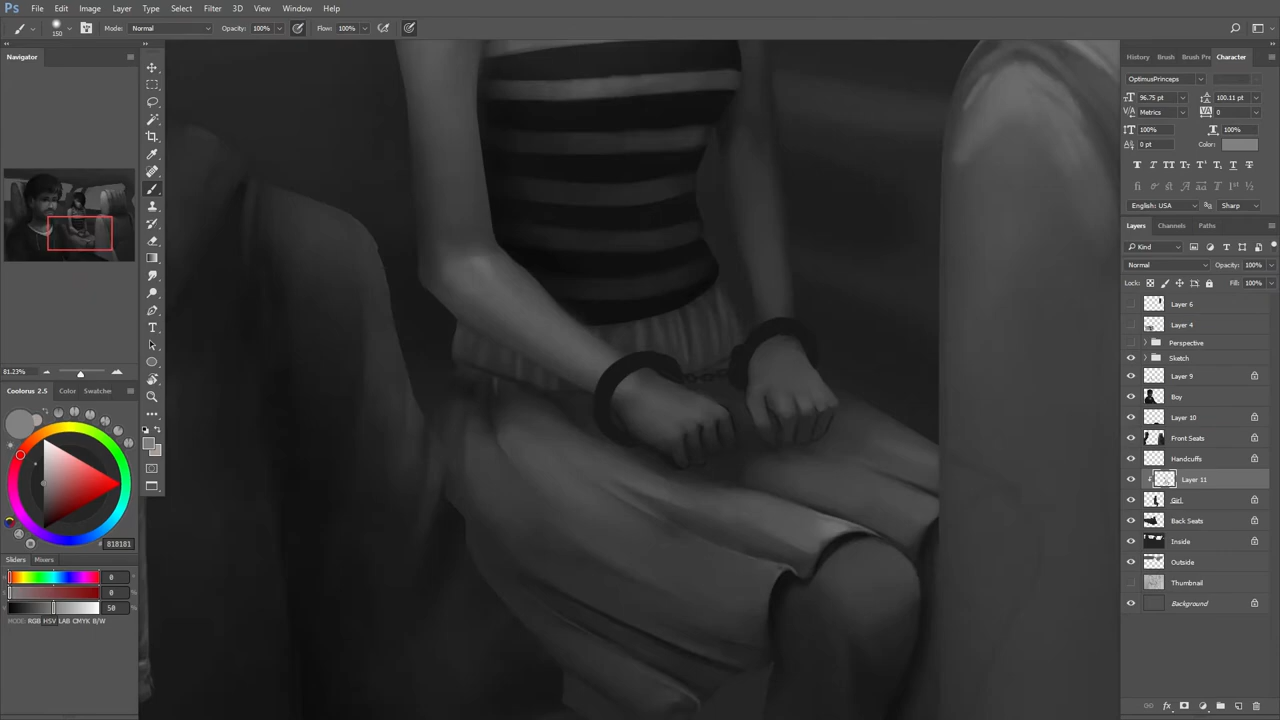 Ps File Edit Image Layer Type Select Filter 3D View Window Help
150 Mode: Normal Opacity: 100% Flow: 100%
Navigator
81.23%
Coolorus 2.5 Color Swatches
818181
Sliders Mixers
0
0
50
MODE: RGB HSV LAB CMYK B/W
History Brush Brush Pre Character
OptimusPrinceps
96.75 pt 100.11 pt
Metrics 0
100% 100%
0 pt Color:
English: USA Sharp
Layers Channels Paths
Kind
Normal Opacity: 100%
Lock: Fill: 100%
Layer 6
Layer 4
Perspective
Sketch
Layer 9
Boy
Layer 10
Front Seats
Handcuffs
Layer 11
Girl
Back Seats
Inside
Outside
Thumbnail
Background